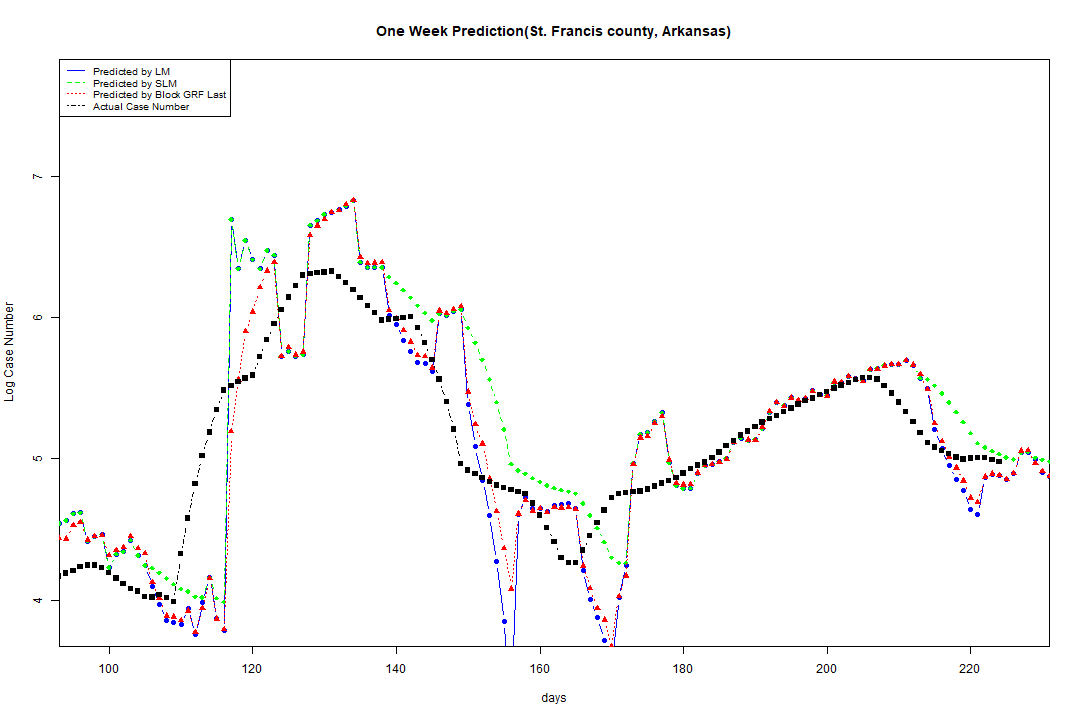 One Week Prediction(St. Francis county, Arkansas)
Predicted by LM
Predicted by SLM
Predicted by Block GRF Last
Actual Case Number
7
6
5
4
Log Case Number
100 120 140 160 180 200 220
days